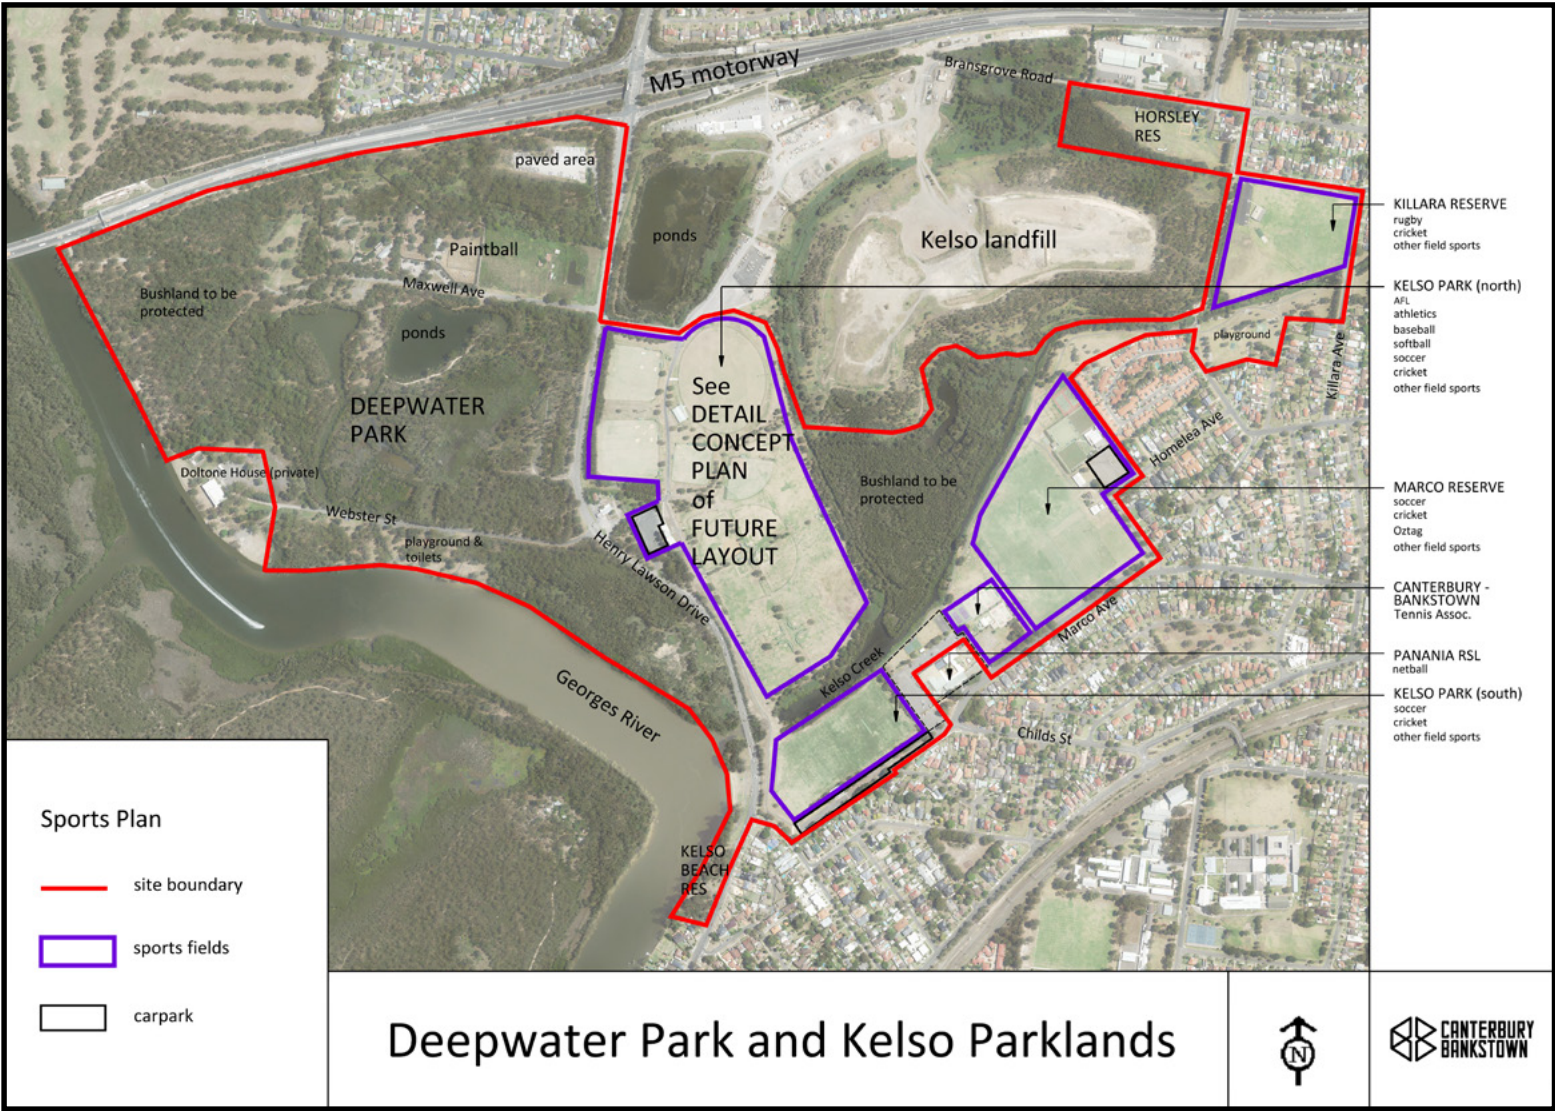 M5 motorway
Bransgrove Road
HORSLEY
RES
paved area
ponds
Kelso landfill
Paintball
Maxwell Ave
Bushland to be
protected
ponds
playground
Killara Ave
DEEPWATER
PARK
See
DETAIL
CONCEPT
PLAN
of
FUTURE
LAYOUT
Homelea Ave
Doltone House (private)
Bushland to be
protected
Webster St
playground &
toilets
Henry Lawson Drive
Marco Ave
Kelso Creek
Georges River
Childs St
KELSO
BEACH
RES
KILLARA RESERVE
rugby
cricket
other field sports
KELSO PARK (north)
AFL
athletics
baseball
softball
soccer
cricket
other field sports
MARCO RESERVE
soccer
cricket
Oztag
other field sports
CANTERBURY -
BANKSTOWN
Tennis Assoc.
PANANIA RSL
netball
KELSO PARK (south)
soccer
cricket
other field sports
Sports Plan
site boundary
sports fields
carpark
Deepwater Park and Kelso Parklands
N
CANTERBURY
BANKSTOWN